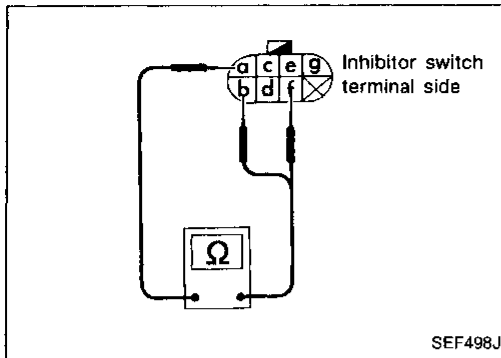 a c e g
b d f
Inhibitor switch
terminal side
Ω
SEF498J